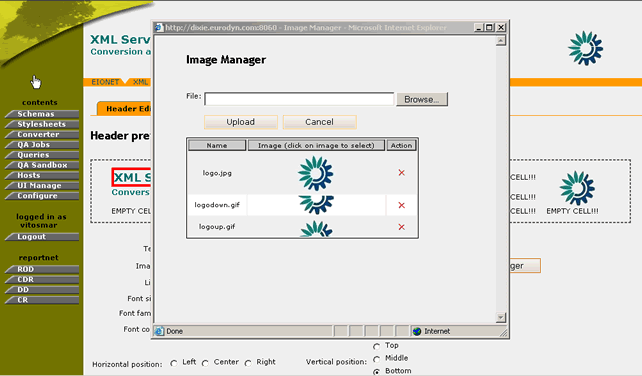 http://dixie.eurodyn.com:8060 - Image Manager - Microsoft Internet Explorer
XML Serv
Conversion a
EIONET XML
contents
Schemas
Stylesheets
Converter
QA Jobs
Queries
QA Sandbox
Hosts
UI Manage
Configure
logged in as
vitosmar
Logout
reportnet
ROD
CDR
DD
CR
Header Edi
Header prev
XML Serv
Convers
EMPTY CEL
Image Manager
File:
Browse...
Upload Cancel
Name Image (click on image to select) Action
logo.jpg
logodown.gif
logoup.gif
Done Internet
CELL!!!
CELL!!!
CELL!!! EMPTY CELL!!!
Te
Ima
ger
Li
Font si
Font fam
Font co
Horizontal position: Left Center Right
Vertical position: Top
Middle
Bottom